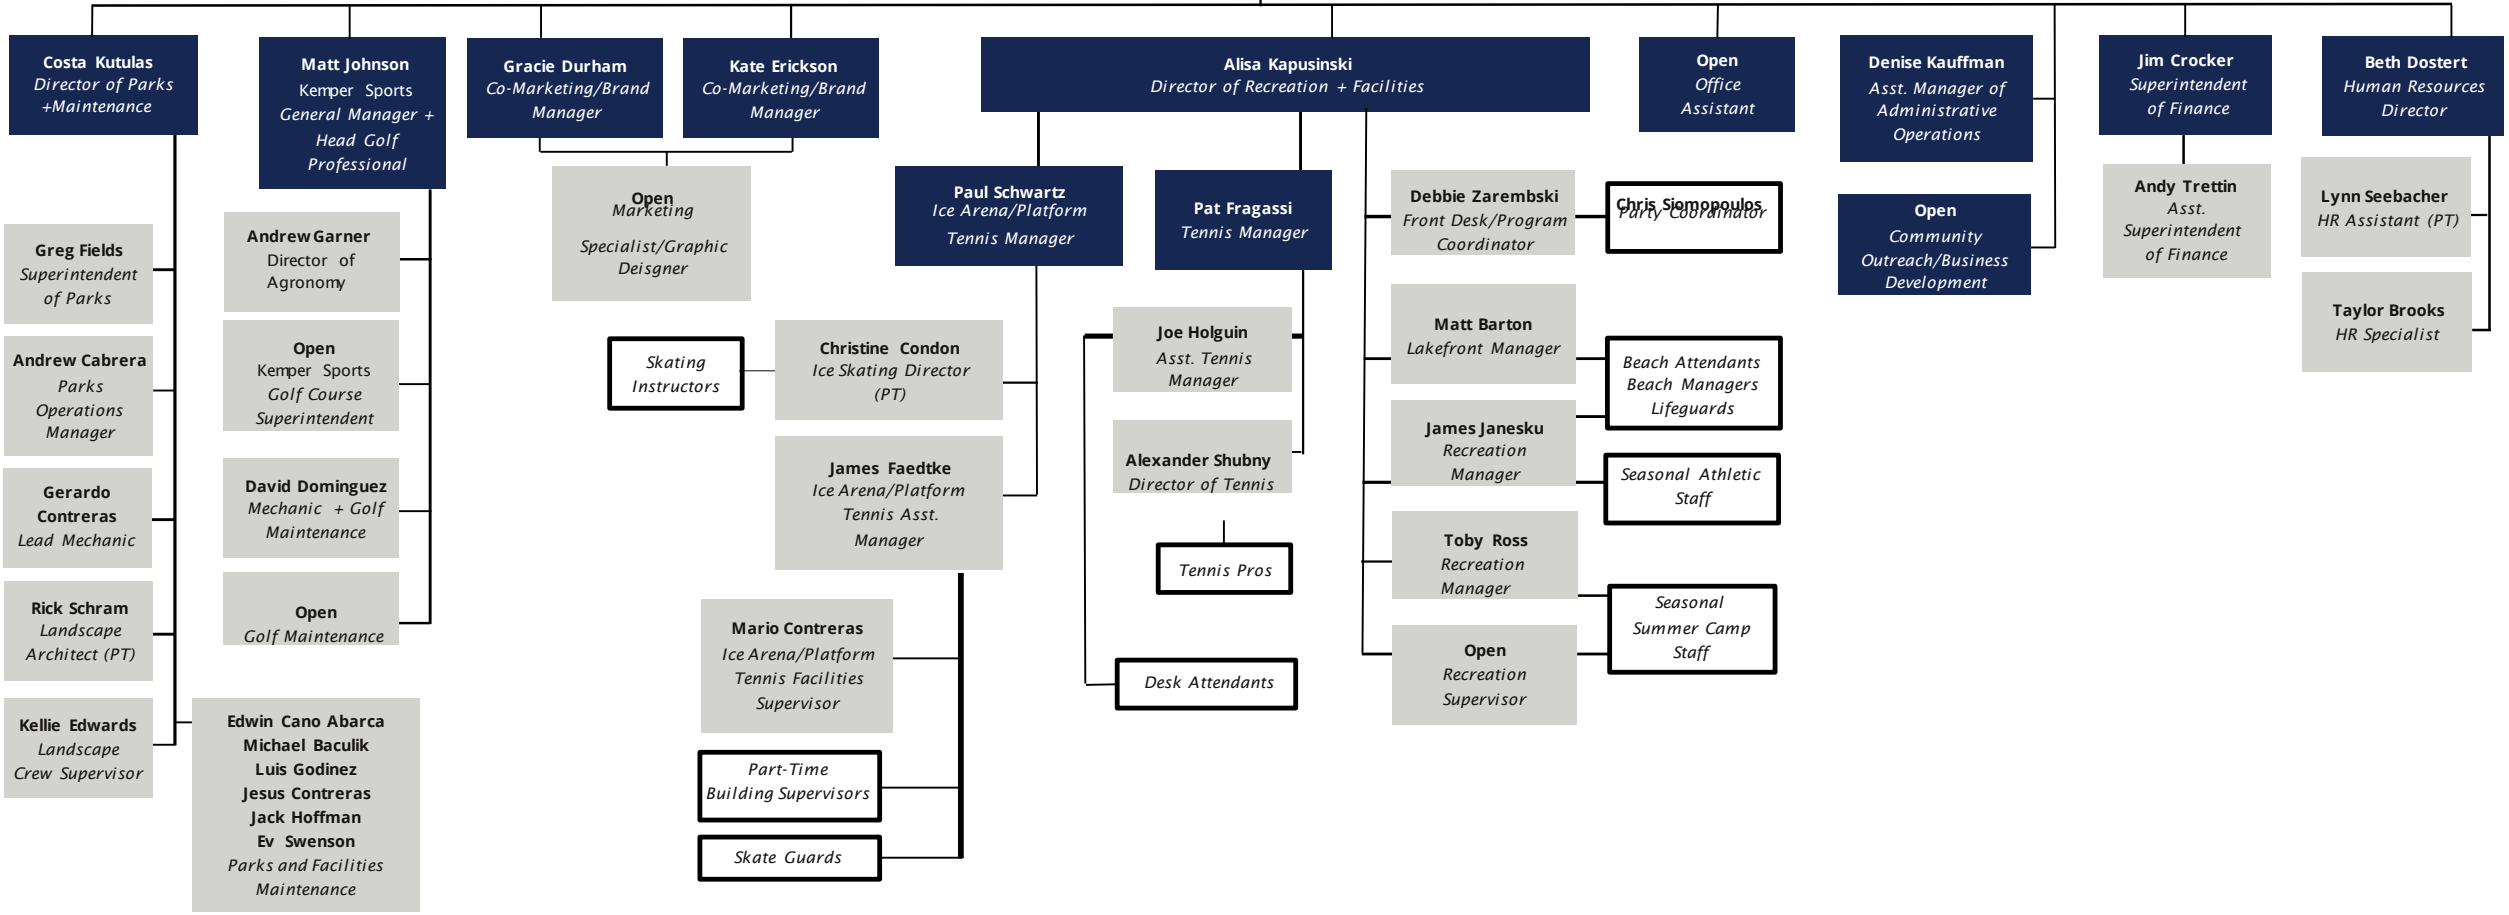 Costa Kutulas
Director of Parks
+Maintenance
Matt Johnson
Kemper Sports
General Manager +
Head Golf
Professional
Gracie Durham
Co-Marketing/Brand
Manager
Kate Erickson
Co-Marketing/Brand
Manager
Alisa Kapusinski
Director of Recreation + Facilities
Open
Office
Assistant
Denise Kauffman
Asst. Manager of
Administrative
Operations
Jim Crocker
Superintendent
of Finance
Beth Dostert
Human Resources
Director
Greg Fields
Superintendent
of Parks
Andrew Cabrera
Parks
Operations
Manager
Gerardo
Contreras
Lead Mechanic
Rick Schram
Landscape
Architect (PT)
Kellie Edwards
Landscape
Crew Supervisor
Edwin Cano Abarca
Michael Baculik
Luis Godinez
Jesus Contreras
Jack Hoffman
Ev Swenson
Parks and Facilities
Maintenance
Andrew Garner
Director of
Agronomy
Open
Kemper Sports
Golf Course
Superintendent
David Dominguez
Mechanic + Golf
Maintenance
Open
Golf Maintenance
Open
Marketing
Specialist/Graphic
Deisgner
Paul Schwartz
Ice Arena/Platform
Tennis Manager
Skating
Instructors
Christine Condon
Ice Skating Director
(PT)
James Faedtke
Ice Arena/Platform
Tennis Asst.
Manager
Mario Contreras
Ice Arena/Platform
Tennis Facilities
Supervisor
Part-Time
Building Supervisors
Skate Guards
Pat Fragassi
Tennis Manager
Joe Holguin
Asst. Tennis
Manager
Alexander Shubny
Director of Tennis
Tennis Pros
Desk Attendants
Debbie Zarembski
Front Desk/Program
Coordinator
Chris Siomopoulos
Party Coordinator
Matt Barton
Lakefront Manager
Beach Attendants
Beach Managers
Lifeguards
James Janesku
Recreation
Manager
Seasonal Athletic
Staff
Toby Ross
Recreation
Manager
Seasonal
Summer Camp
Staff
Open
Recreation
Supervisor
Open
Community
Outreach/Business
Development
Andy Trettin
Asst.
Superintendent
of Finance
Lynn Seebacher
HR Assistant (PT)
Taylor Brooks
HR Specialist